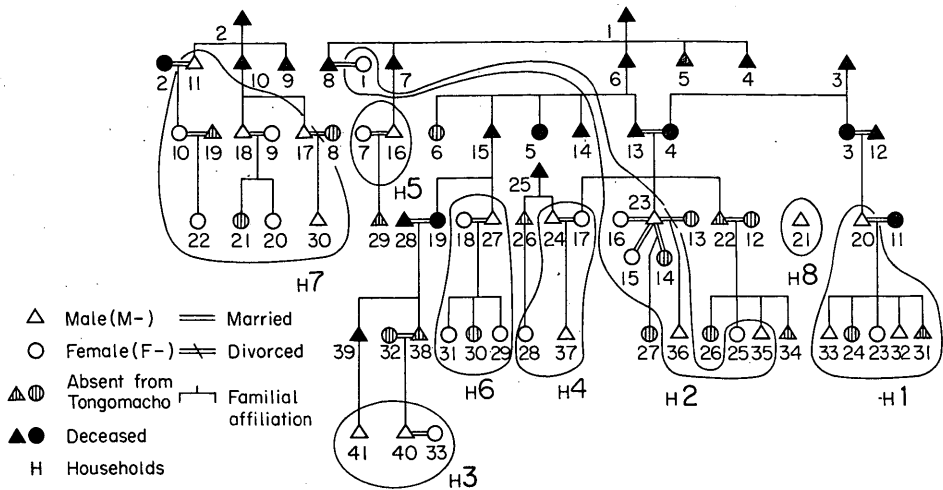 2 1
2 11 10 9 8 1 7 6 5 4 3
10 19 18 9 17 8 7 16 6 15 5 14 13 4 3 12
H5 25 23
22 21 20 30 29 28 19 18 27 26 24 17 16 13 22 12 21 20 11
15 14
H7 H8
Male (M-) Married
Female (F-) Divorced
39 32 38 31 30 29 28 37 27 36 26 25 35 34 33 24 23 32 31
Absent from
Tongomacho
Familial
affiliation
H6 H4 H2 H1
Deceased
H Households
41 40 33
H3